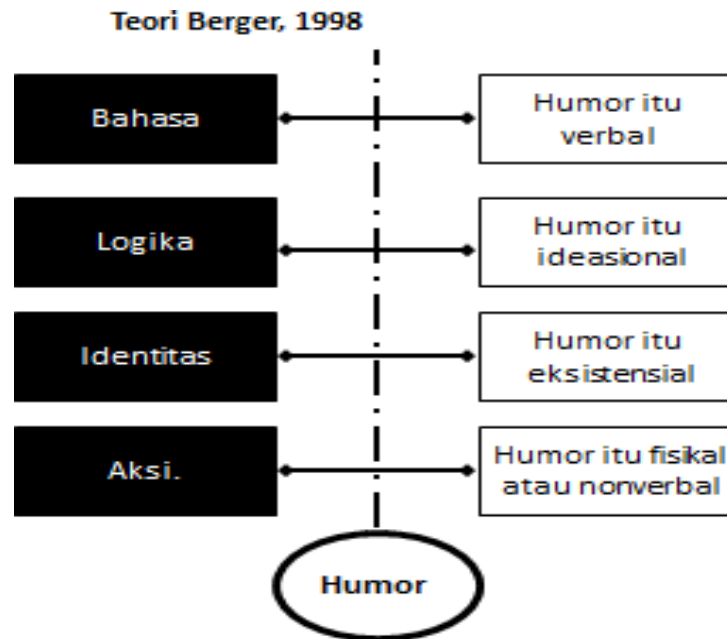 Teori Berger, 1998
Bahasa
Humor itu
verbal
Logika
Humor itu
ideasional
Identitas
Humor itu
eksistensial
Aksi.
Humor itu fisikal
atau nonverbal
Humor